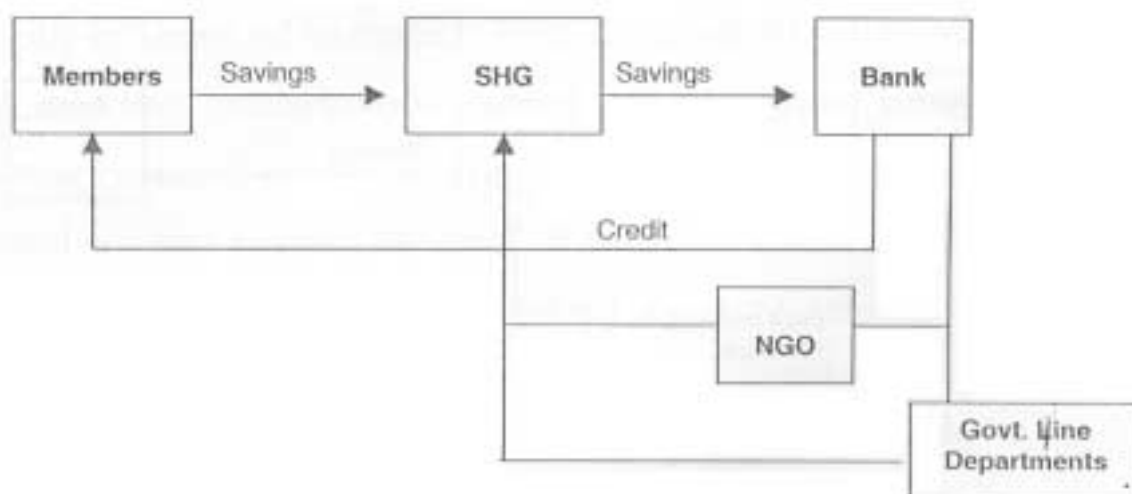 Members
Savings
SHG
Savings
Bank
Credit
NGO
Govt. Line
Departments